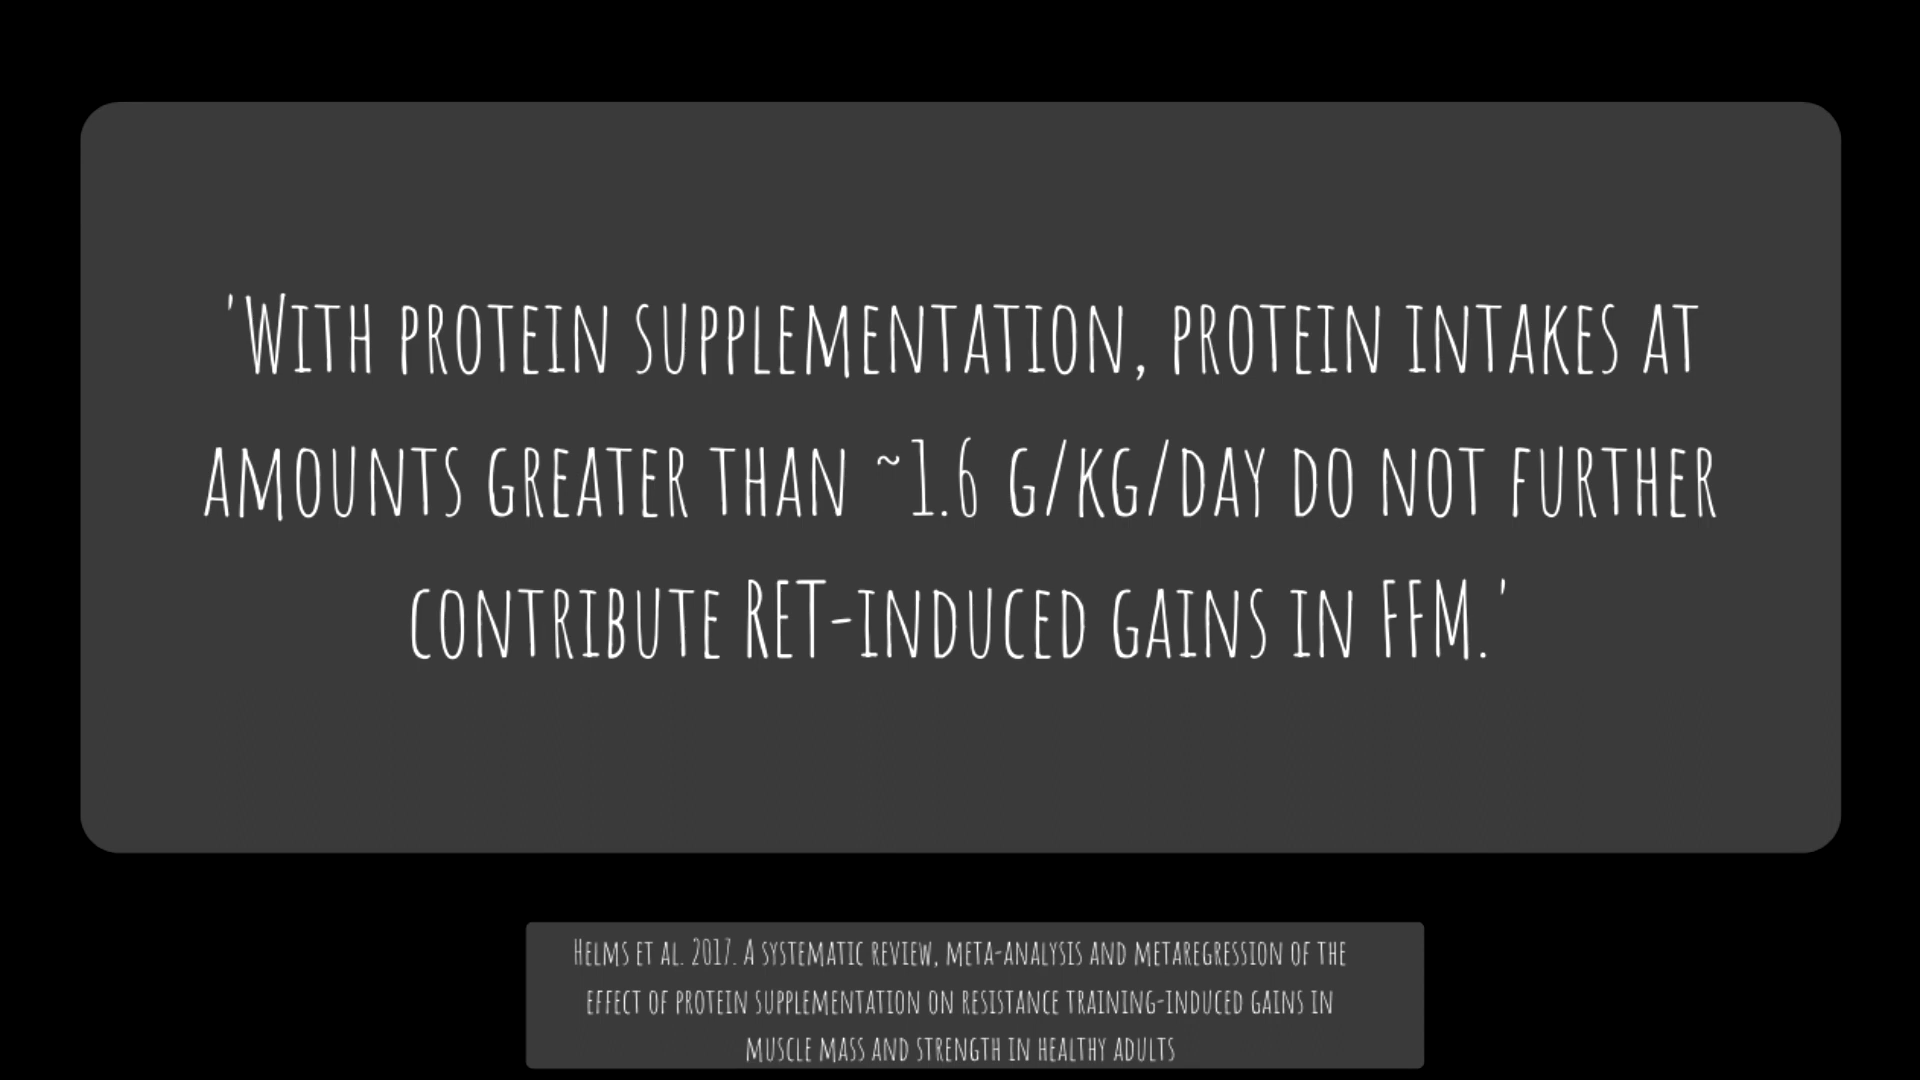 'With protein supplementation, protein intakes at
amounts greater than ~1.6 g/kg/day do not further
contribute RET-induced gains in FFM.'
Helms et al. 2017. A systematic review, meta-analysis and metaregression of the
effect of protein supplementation on resistance training-induced gains in
muscle mass and strength in healthy adults